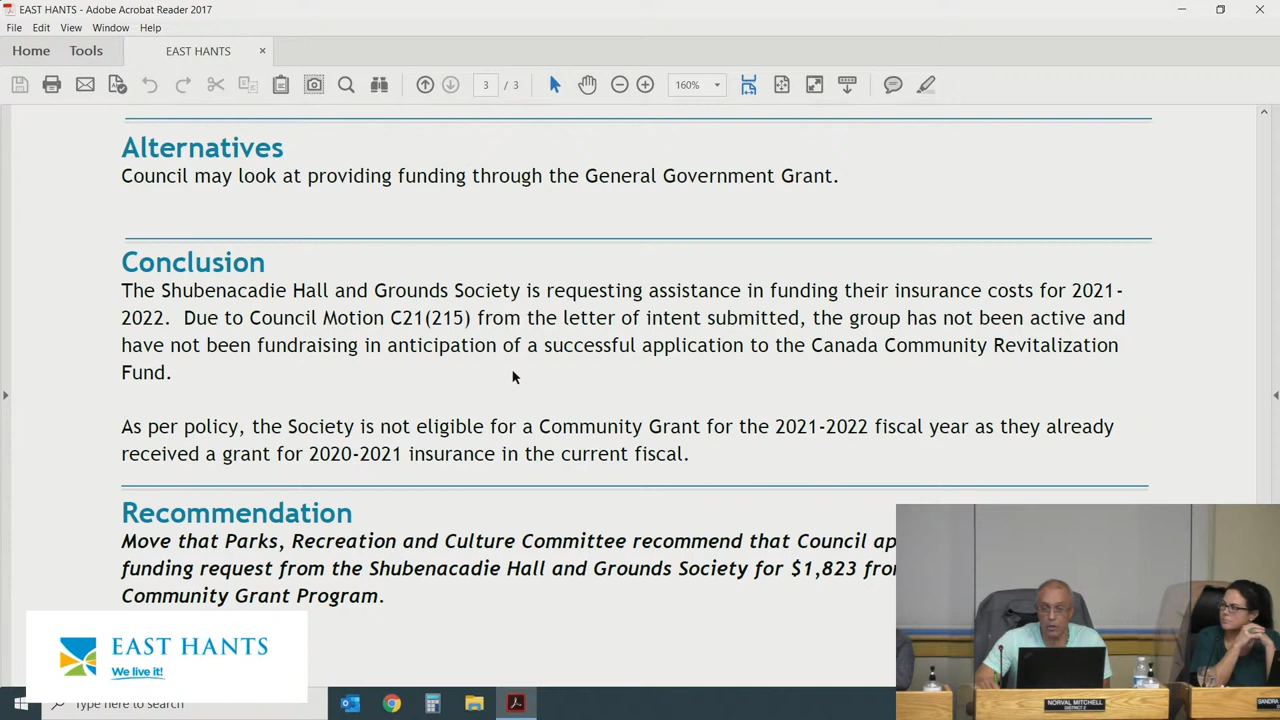 EAST HANTS - Adobe Acrobat Reader 2017
File Edit View Window Help
Home Tools EAST HANTS
3 / 3 160%
Alternatives
Council may look at providing funding through the General Government Grant.
Conclusion
The Shubenacadie Hall and Grounds Society is requesting assistance in funding their insurance costs for 2021-
2022. Due to Council Motion C21(215) from the letter of intent submitted, the group has not been active and
have not been fundraising in anticipation of a successful application to the Canada Community Revitalization
Fund.
As per policy, the Society is not eligible for a Community Grant for the 2021-2022 fiscal year as they already
received a grant for 2020-2021 insurance in the current fiscal.
Recommendation
Move that Parks, Recreation and Culture Committee recommend that Council ap
funding request from the Shubenacadie Hall and Grounds Society for $1,823 fro
Community Grant Program.
EAST HANTS
We live it!
Type here to search
NORVAL MITCHELL
DISTRICT 2
SANDRA